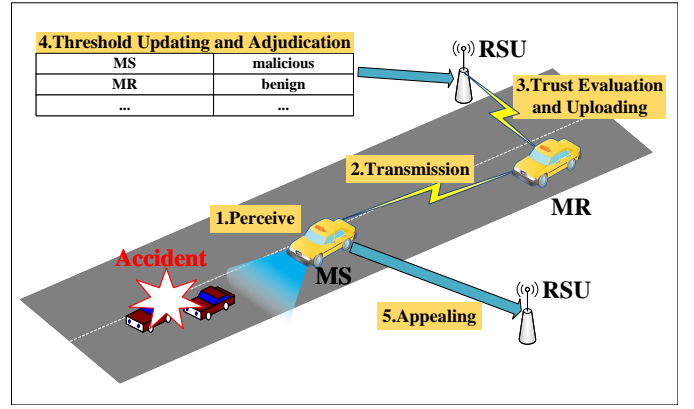 4.Threshold Updating and Adjudication
MS malicious
MR benign
... ...
RSU
3.Trust Evaluation
and Uploading
2.Transmission
MR
1.Perceive
Accident
MS
RSU
5.Appealing